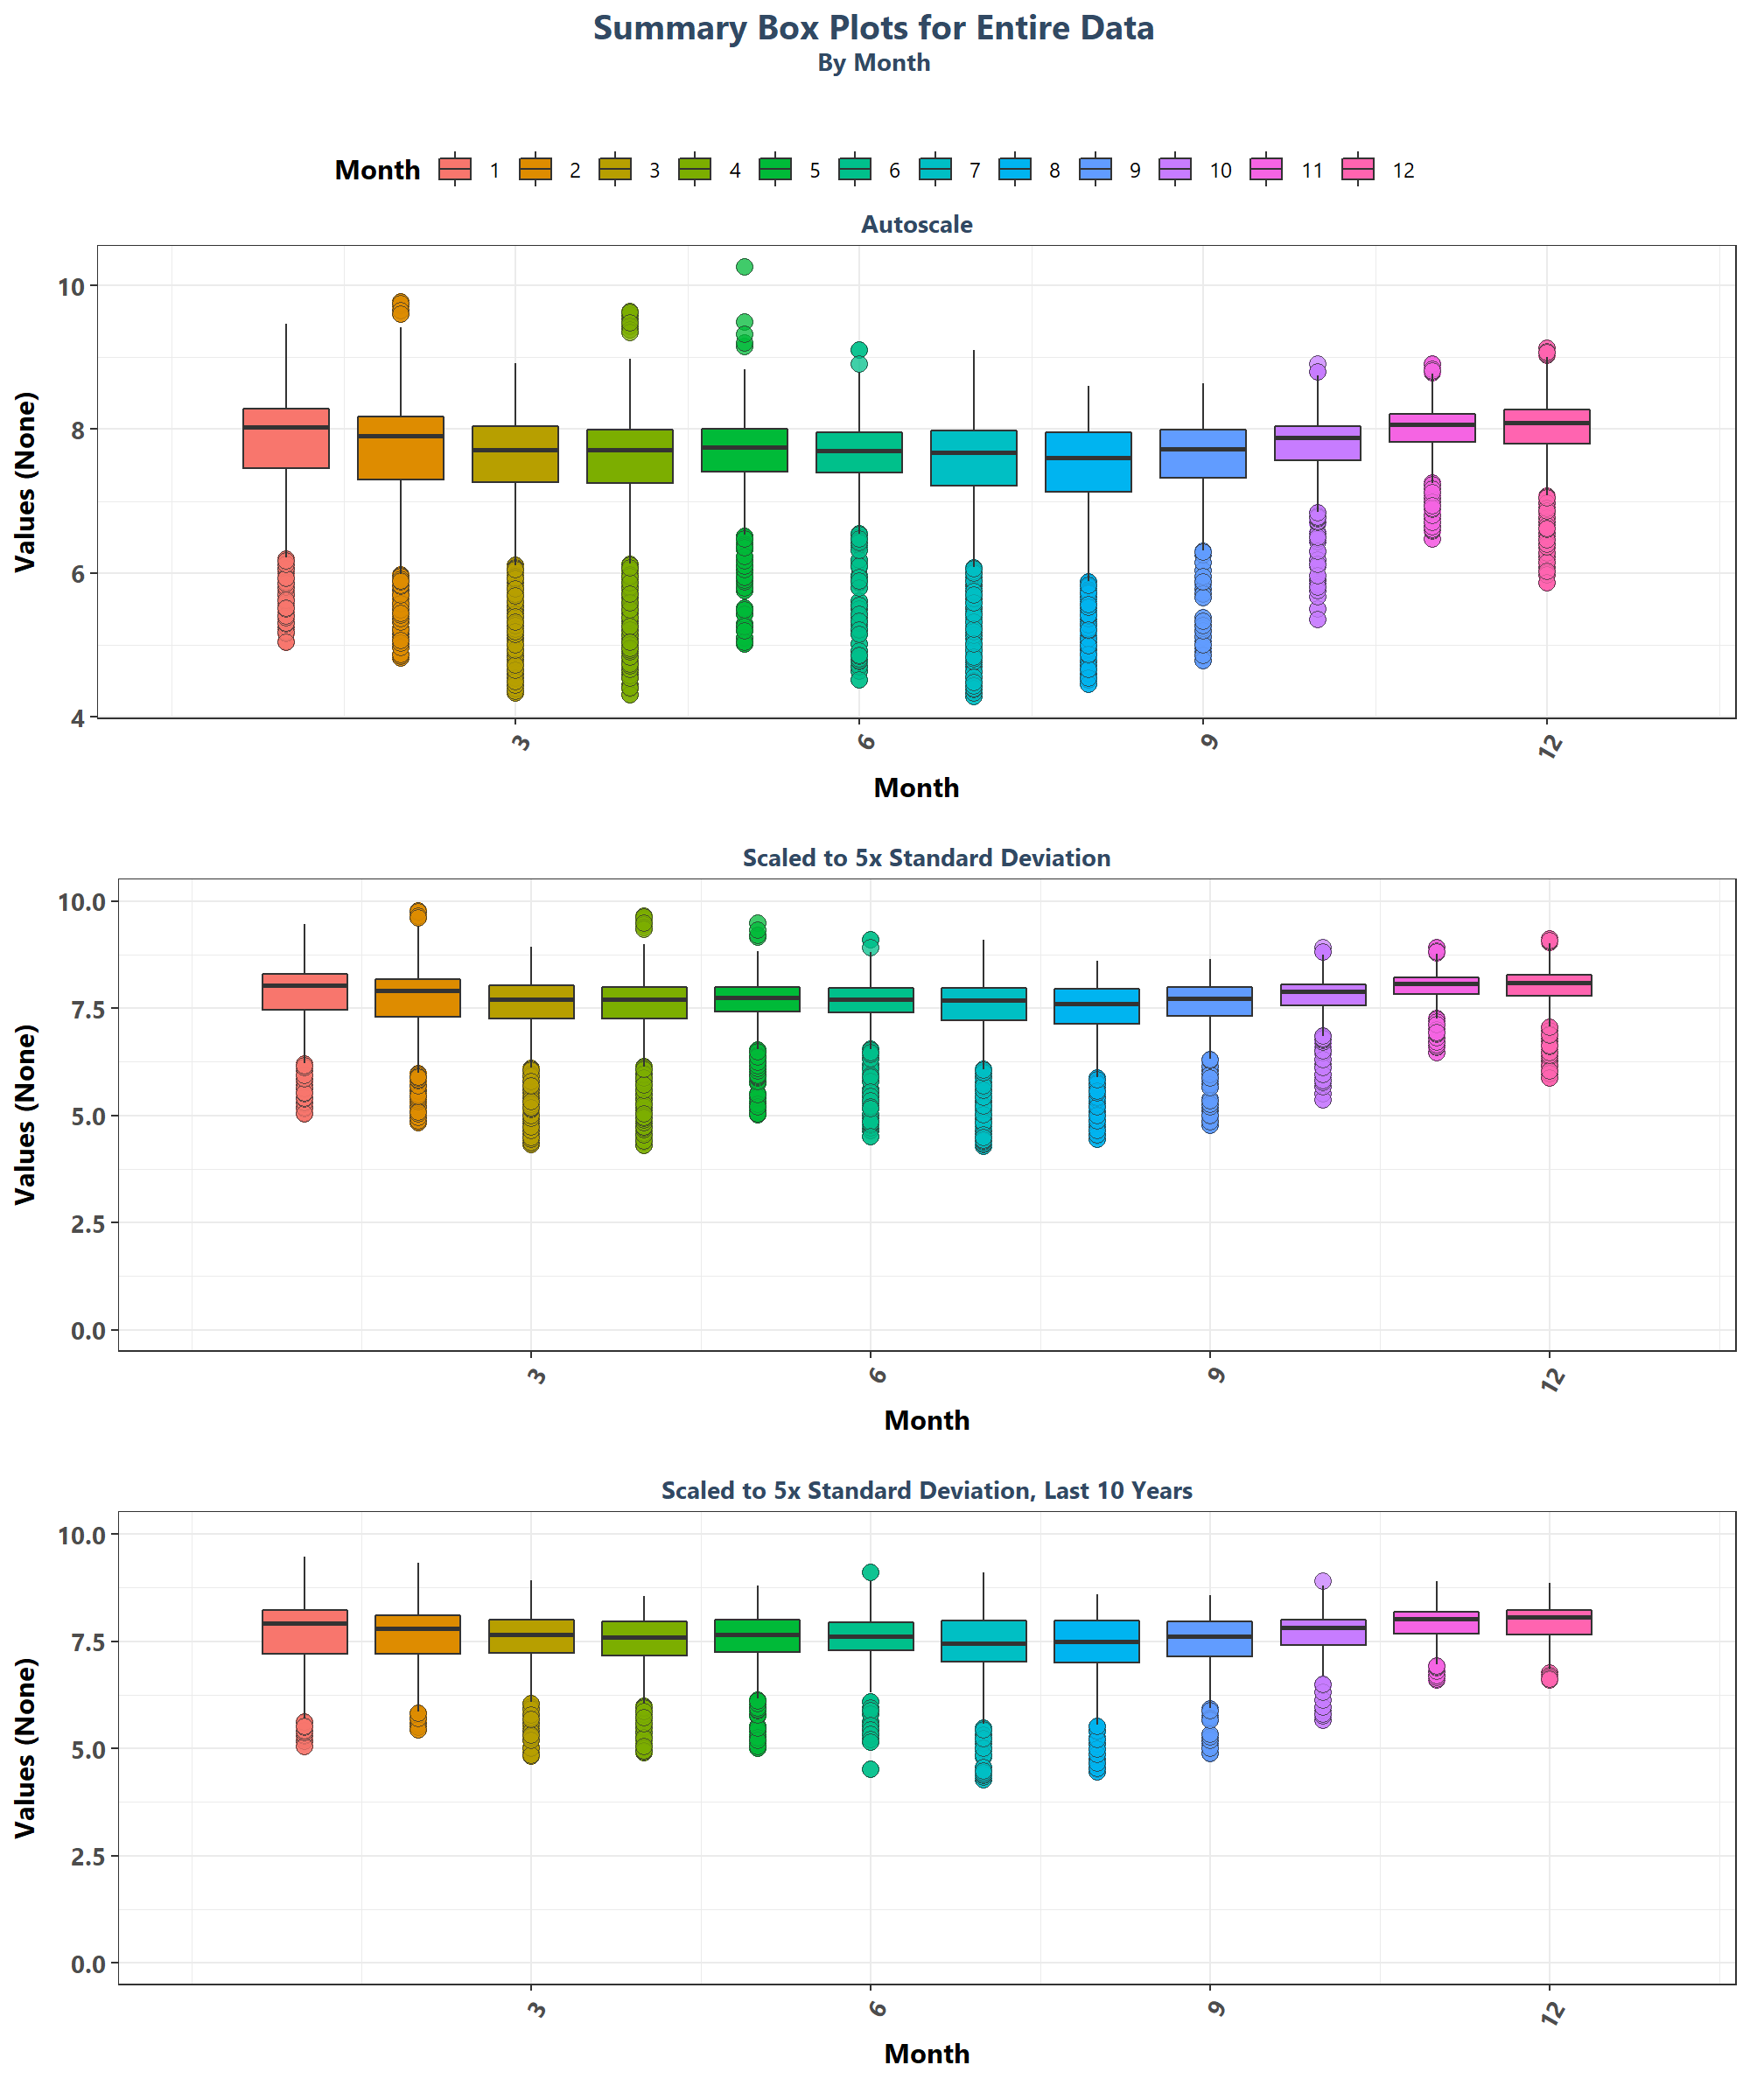 Summary Box Plots for Entire Data
By Month
Month 1 2 3 4 5 6 7 8 9 10 11 12
Autoscale
Values (None)
10
8
6
4
3 6 9 12
Month
Scaled to 5x Standard Deviation
Values (None)
10.0
7.5
5.0
2.5
0.0
3 6 9 12
Month
Scaled to 5x Standard Deviation, Last 10 Years
Values (None)
10.0
7.5
5.0
2.5
0.0
3 6 9 12
Month